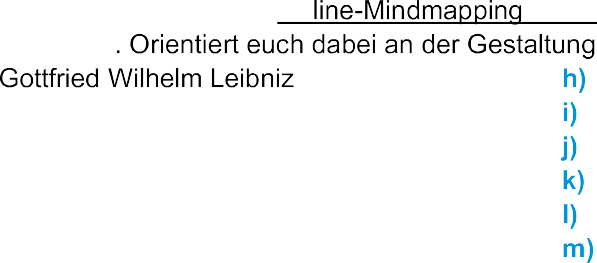 line-Mindmapping
. Orientiert euch dabei an der Gestaltung
Gottfried Wilhelm Leibniz h)
i)
j)
k)
l)
m)